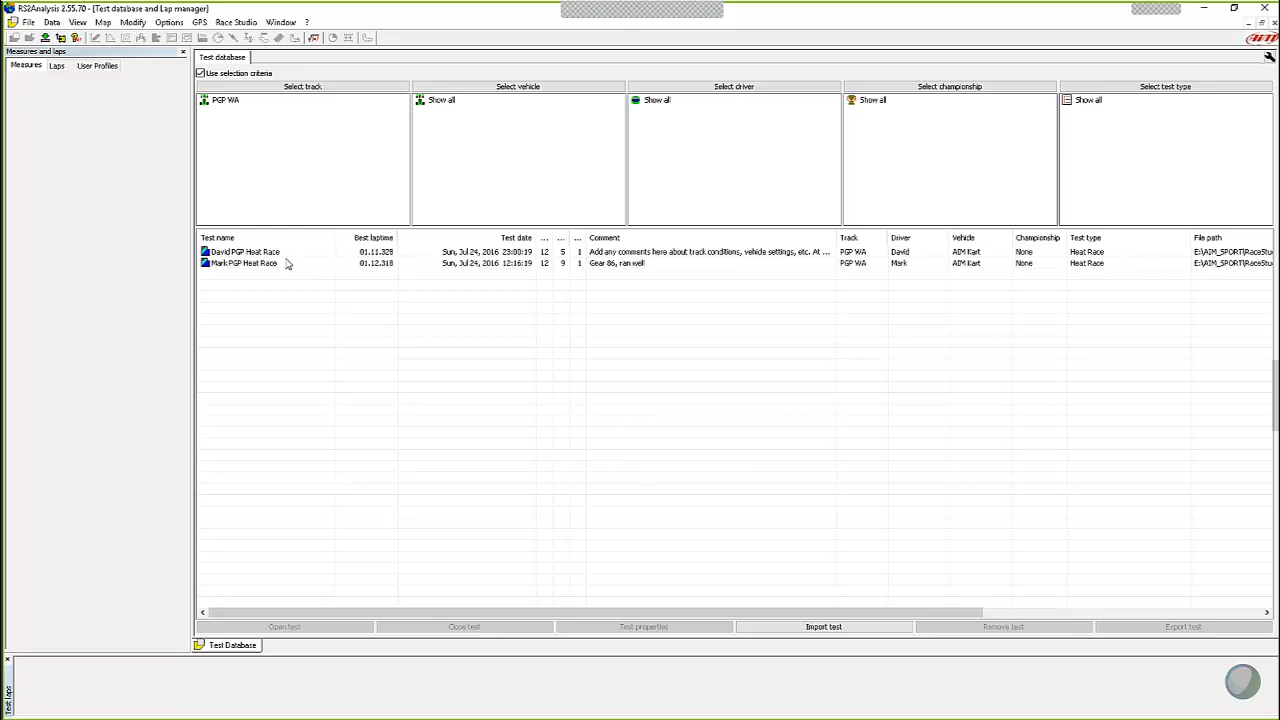 RS2Analysis 2.55.70 - [Test database and Lap manager]
File Data View Map Modify Options GPS Race Studio Window ?
Measures and laps
Measures Laps User Profiles
Test database
Use selection criteria
Select track Select vehicle Select driver Select championship Select test type
PGP WA Show all Show all Show all Show all
Test name Best laptime Test date ... ... ... Comment Track Driver Vehicle Championship Test type File path
David PGP Heat Race 01.11.328 Sun, Jul 24, 2016 23:00:19 12 5 1 Add any comments here about track conditions, vehicle settings, etc. At ... PGP WA David AIM Kart None Heat Race E:\AIM_SPORT\RaceStu
Mark PGP Heat Race 01.12.318 Sun, Jul 24, 2016 12:16:19 12 9 1 Gear 86, ran well PGP WA Mark AIM Kart None Heat Race E:\AIM_SPORT\RaceStu
Open test Close test Test properties Import test Remove test Export test
Test Database
Test laps